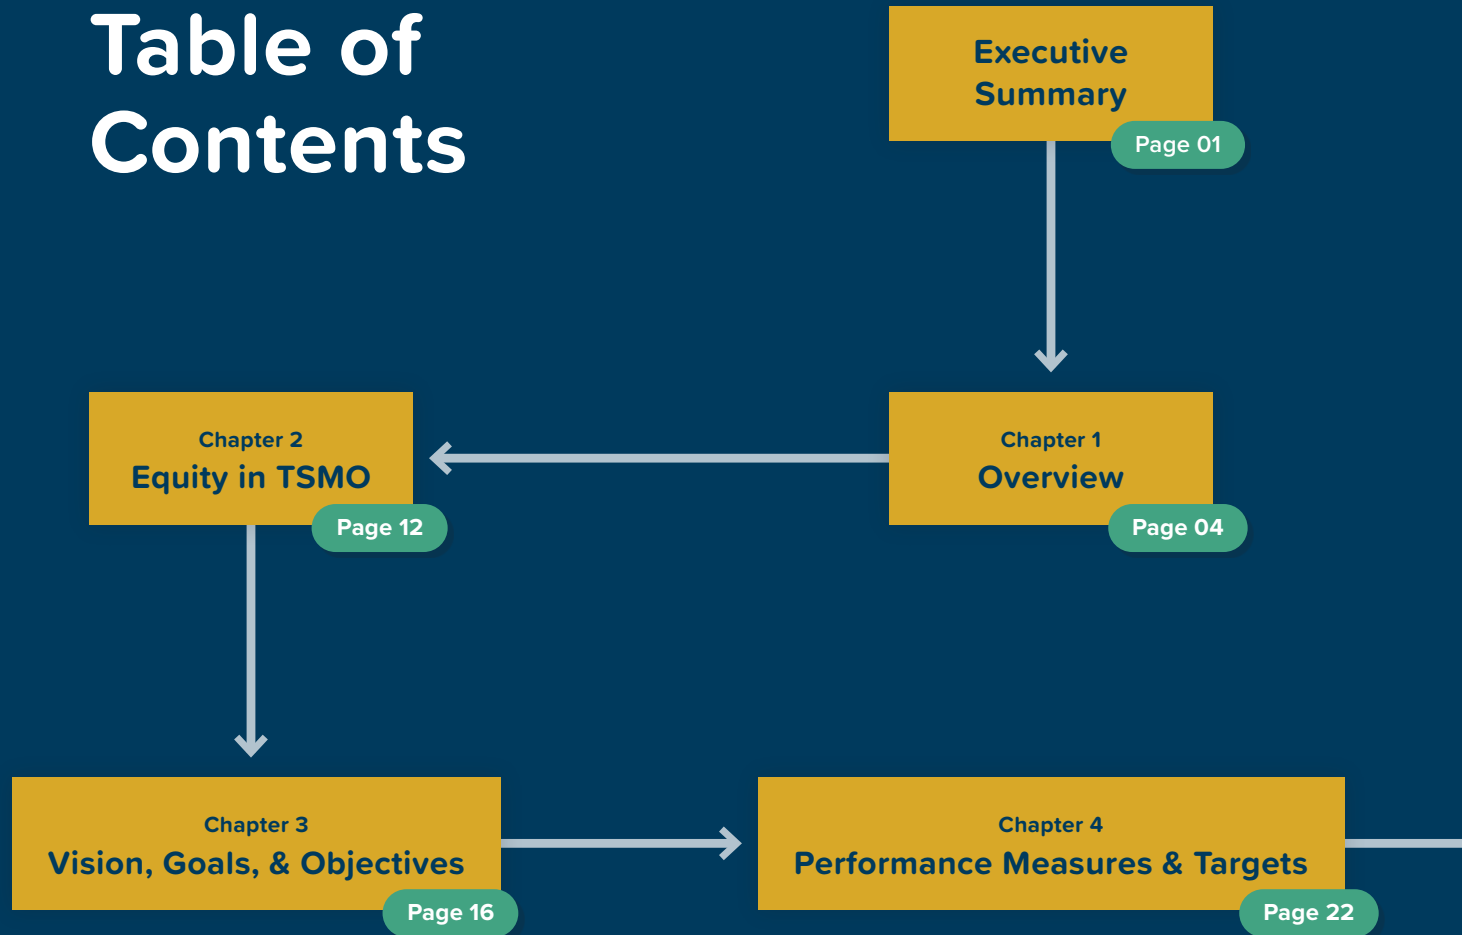 Table of
Contents
Executive
Summary
Page 01
Chapter 1
Overview
Page 04
Chapter 2
Equity in TSMO
Page 12
Chapter 3
Vision, Goals, & Objectives
Page 16
Chapter 4
Performance Measures & Targets
Page 22